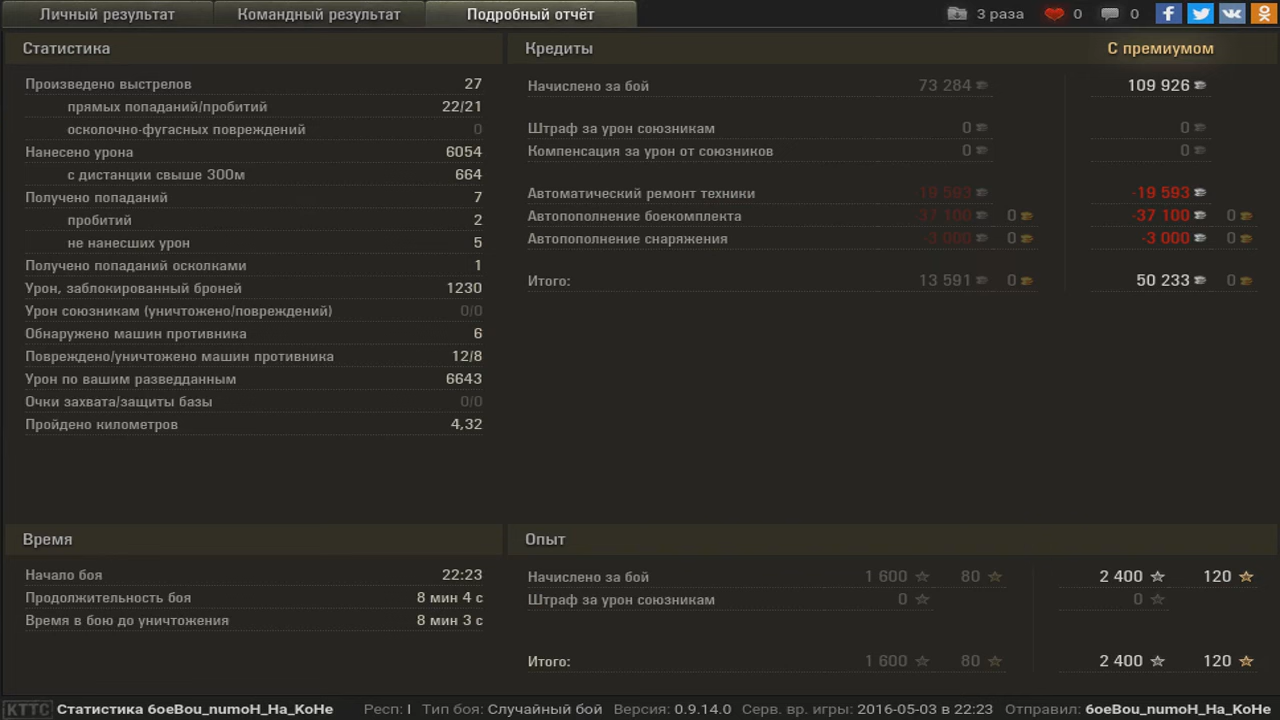 Личный результат Командный результат Подробный отчёт 3 раза 0 0
Статистика
Произведено выстрелов 27
прямых попаданий/пробитий 22/21
осколочно-фугасных повреждений 0
Нанесено урона 6054
с дистанции свыше 300м 664
Получено попаданий 7
пробитий 2
не нанесших урон 5
Получено попаданий осколками 1
Урон, заблокированный броней 1230
Урон союзникам (уничтожено/повреждений) 0/0
Обнаружено машин противника 6
Повреждено/уничтожено машин противника 12/8
Урон по вашим разведданным 6643
Очки захвата/защиты базы 0/0
Пройдено километров 4,32
Кредиты С премиумом
Начислено за бой 73 284 109 926
Штраф за урон союзникам 0 0
Компенсация за урон от союзников 0 0
Автоматический ремонт техники -19 593 -19 593
Автопополнение боекомплекта -37 100 0 -37 100 0
Автопополнение снаряжения -3 000 0 -3 000 0
Итого: 13 591 0 50 233 0
Время
Начало боя 22:23
Продолжительность боя 8 мин 4 с
Время в бою до уничтожения 8 мин 3 с
Опыт
Начислено за бой 1 600 80 2 400 120
Штраф за урон союзникам 0 0
Итого: 1 600 80 2 400 120
КТТС Статистика 6oeBou_numoH_Ha_KoHe Респ: I Тип боя: Случайный бой Версия: 0.9.14.0 Серв. вр. игры: 2016-05-03 в 22:23 Отправил: 6oeBou_numoH_Ha_KoHe